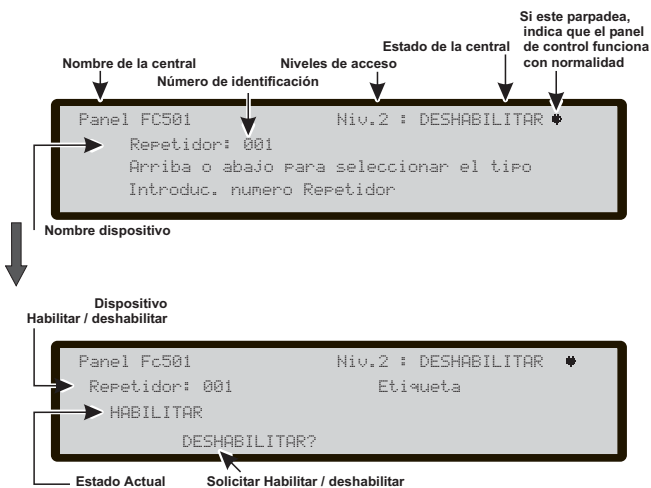 Si este parpadea,
indica que el panel
de control funciona
con normalidad
Estado de la central
Nombre de la central
Niveles de acceso
Número de identificación
Panel FC501 Niv.2 : DESHABILITAR
Repetidor: 001
Arriba o abajo para seleccionar el tipo
Introduc. numero Repetidor
Nombre dispositivo
Dispositivo
Habilitar / deshabilitar
Panel Fc501 Niv.2 : DESHABILITAR
Repetidor: 001 Etiqueta
HABILITAR
DESHABILITAR?
Estado Actual
Solicitar Habilitar / deshabilitar